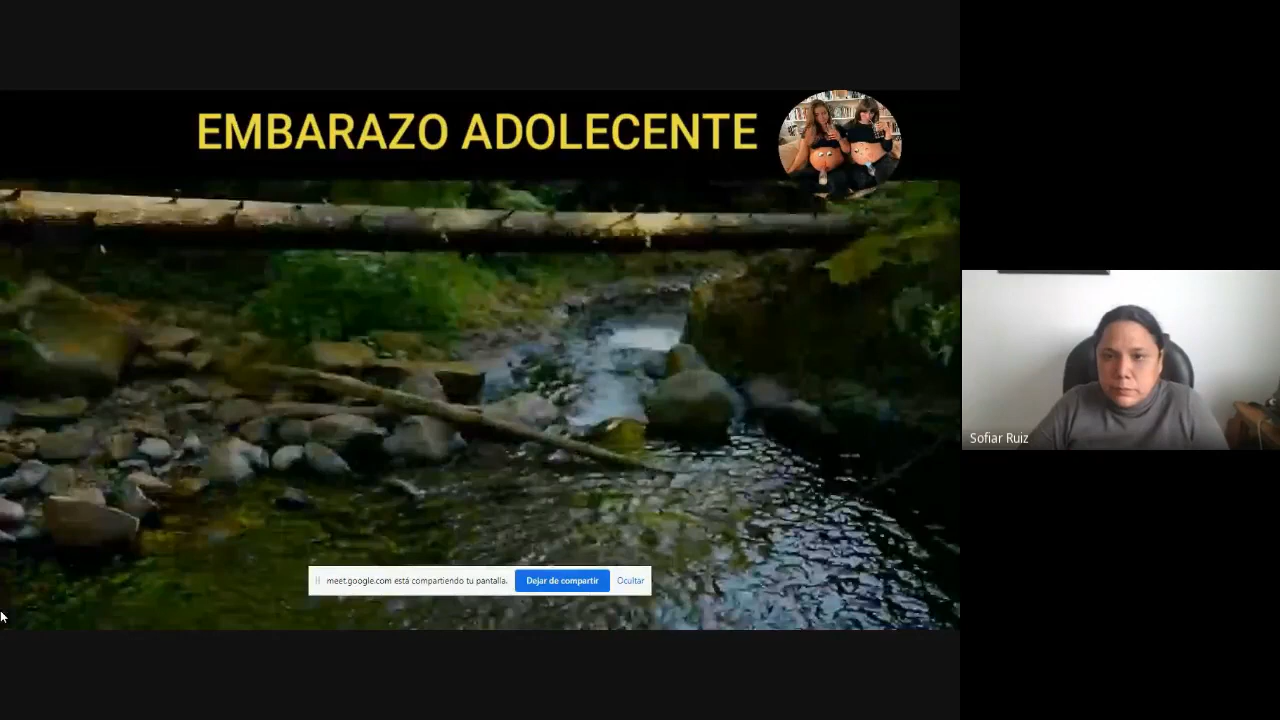 EMBARAZO ADOLECENTE
meet.google.com está compartiendo tu pantalla.
Dejar de compartir
Ocultar
Sofiar Ruiz